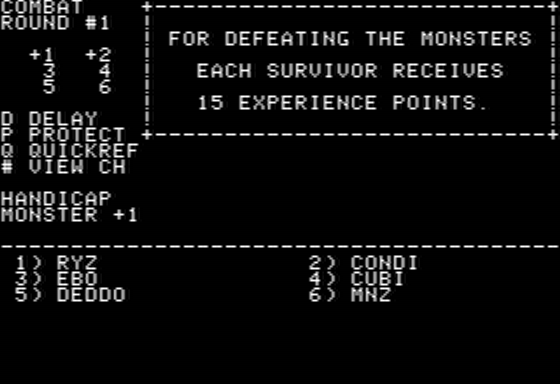 COMBAT
ROUND #1
+1 +2
3 4
5 6
D DELAY
P PROTECT
Q QUICKREF
# VIEW CH
HANDICAP
MONSTER +1
FOR DEFEATING THE MONSTERS
EACH SURVIVOR RECEIVES
15 EXPERIENCE POINTS.
1) RYZ 2) CONDI
3) EBO 4) CUBI
5) DEDDO 6) MNZ